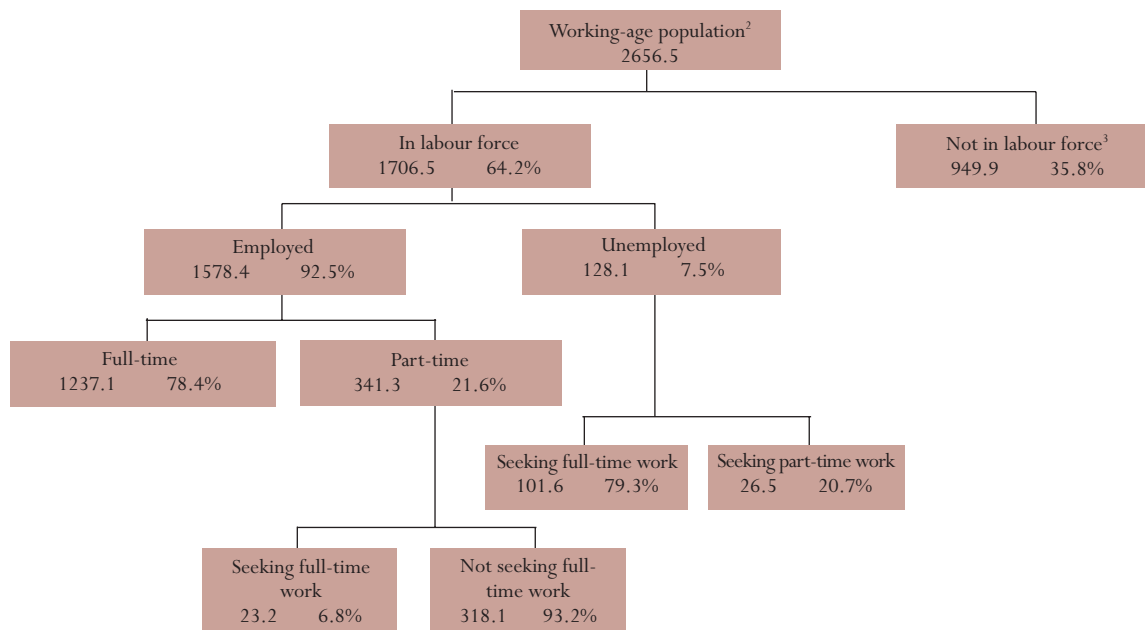 Working-age population²
2656.5
In labour force
1706.5 64.2%
Not in labour force³
949.9 35.8%
Employed
1578.4 92.5%
Unemployed
128.1 7.5%
Full-time
1237.1 78.4%
Part-time
341.3 21.6%
Seeking full-time work
101.6 79.3%
Seeking part-time work
26.5 20.7%
Seeking full-time
work
23.2 6.8%
Not seeking full-
time work
318.1 93.2%